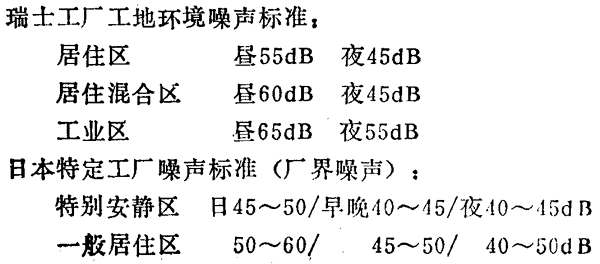 瑞士工厂工地环境噪声标准：
居住区 昼55dB 夜45dB
居住混合区 昼60dB 夜45dB
工业区 昼65dB 夜55dB
日本特定工厂噪声标准（厂界噪声）：
特别安静区 日45～50/早晚40～45/夜40～45dB
一般居住区 50～60/ 45～50/ 40～50dB